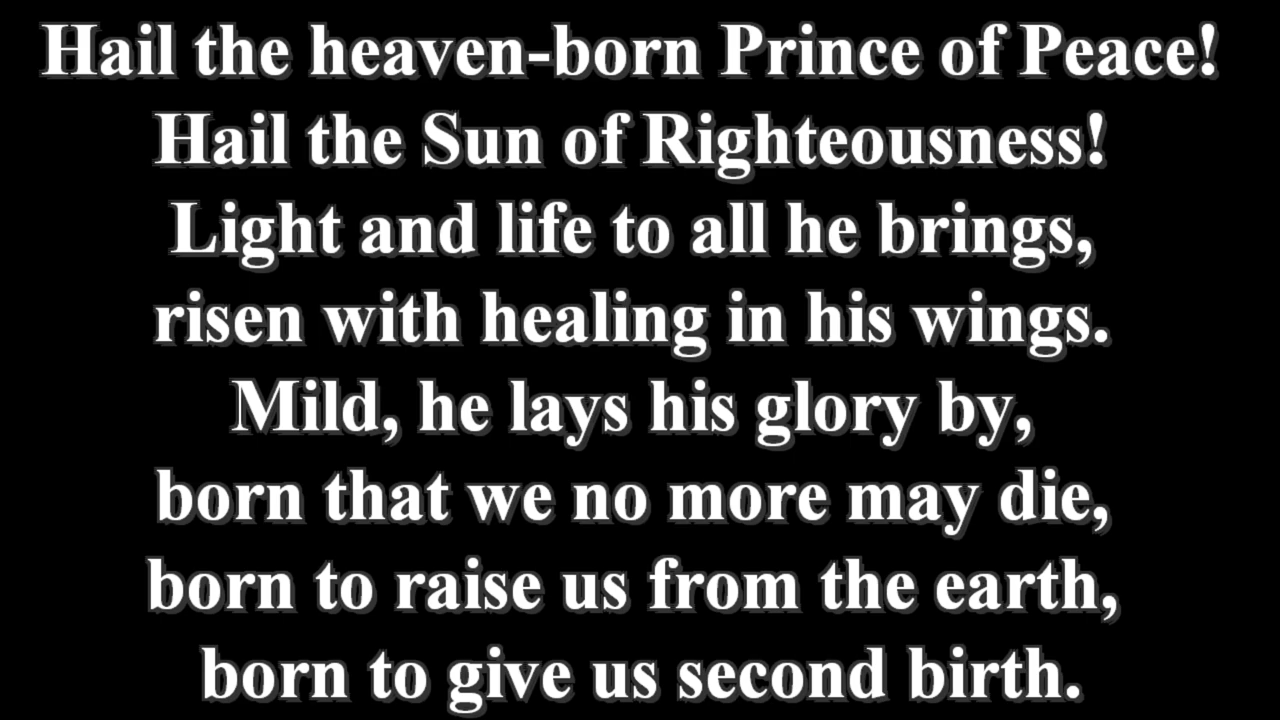 Hail the heaven-born Prince of Peace!
Hail the Sun of Righteousness!
Light and life to all he brings,
risen with healing in his wings.
Mild, he lays his glory by,
born that we no more may die,
born to raise us from the earth,
born to give us second birth.